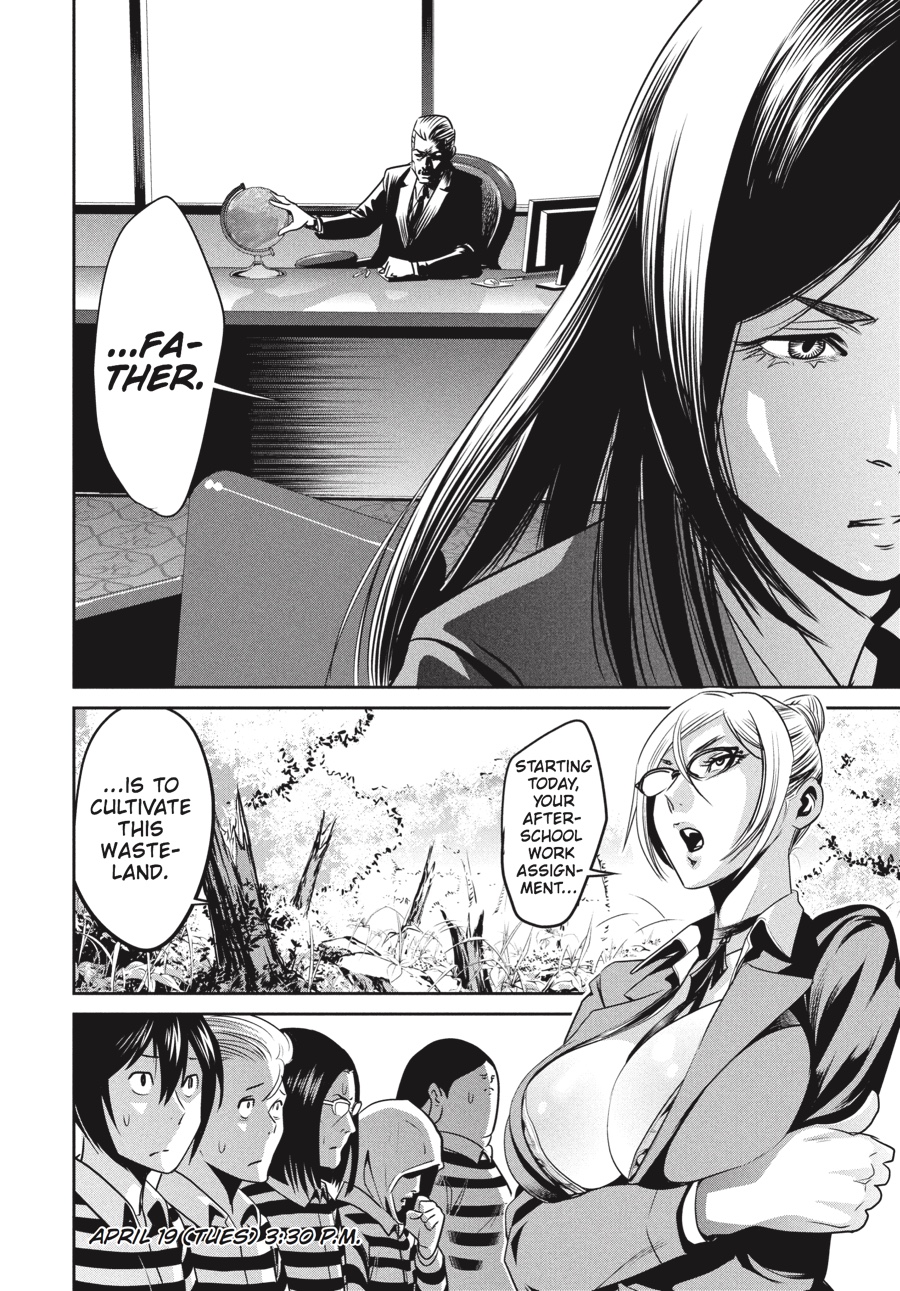 ...FA-
THER.
STARTING
TODAY,
YOUR
AFTER-
SCHOOL
WORK
ASSIGN-
MENT...
...IS TO
CULTIVATE
THIS
WASTE-
LAND.
APRIL 19 (TUES) 3:30 P.M.